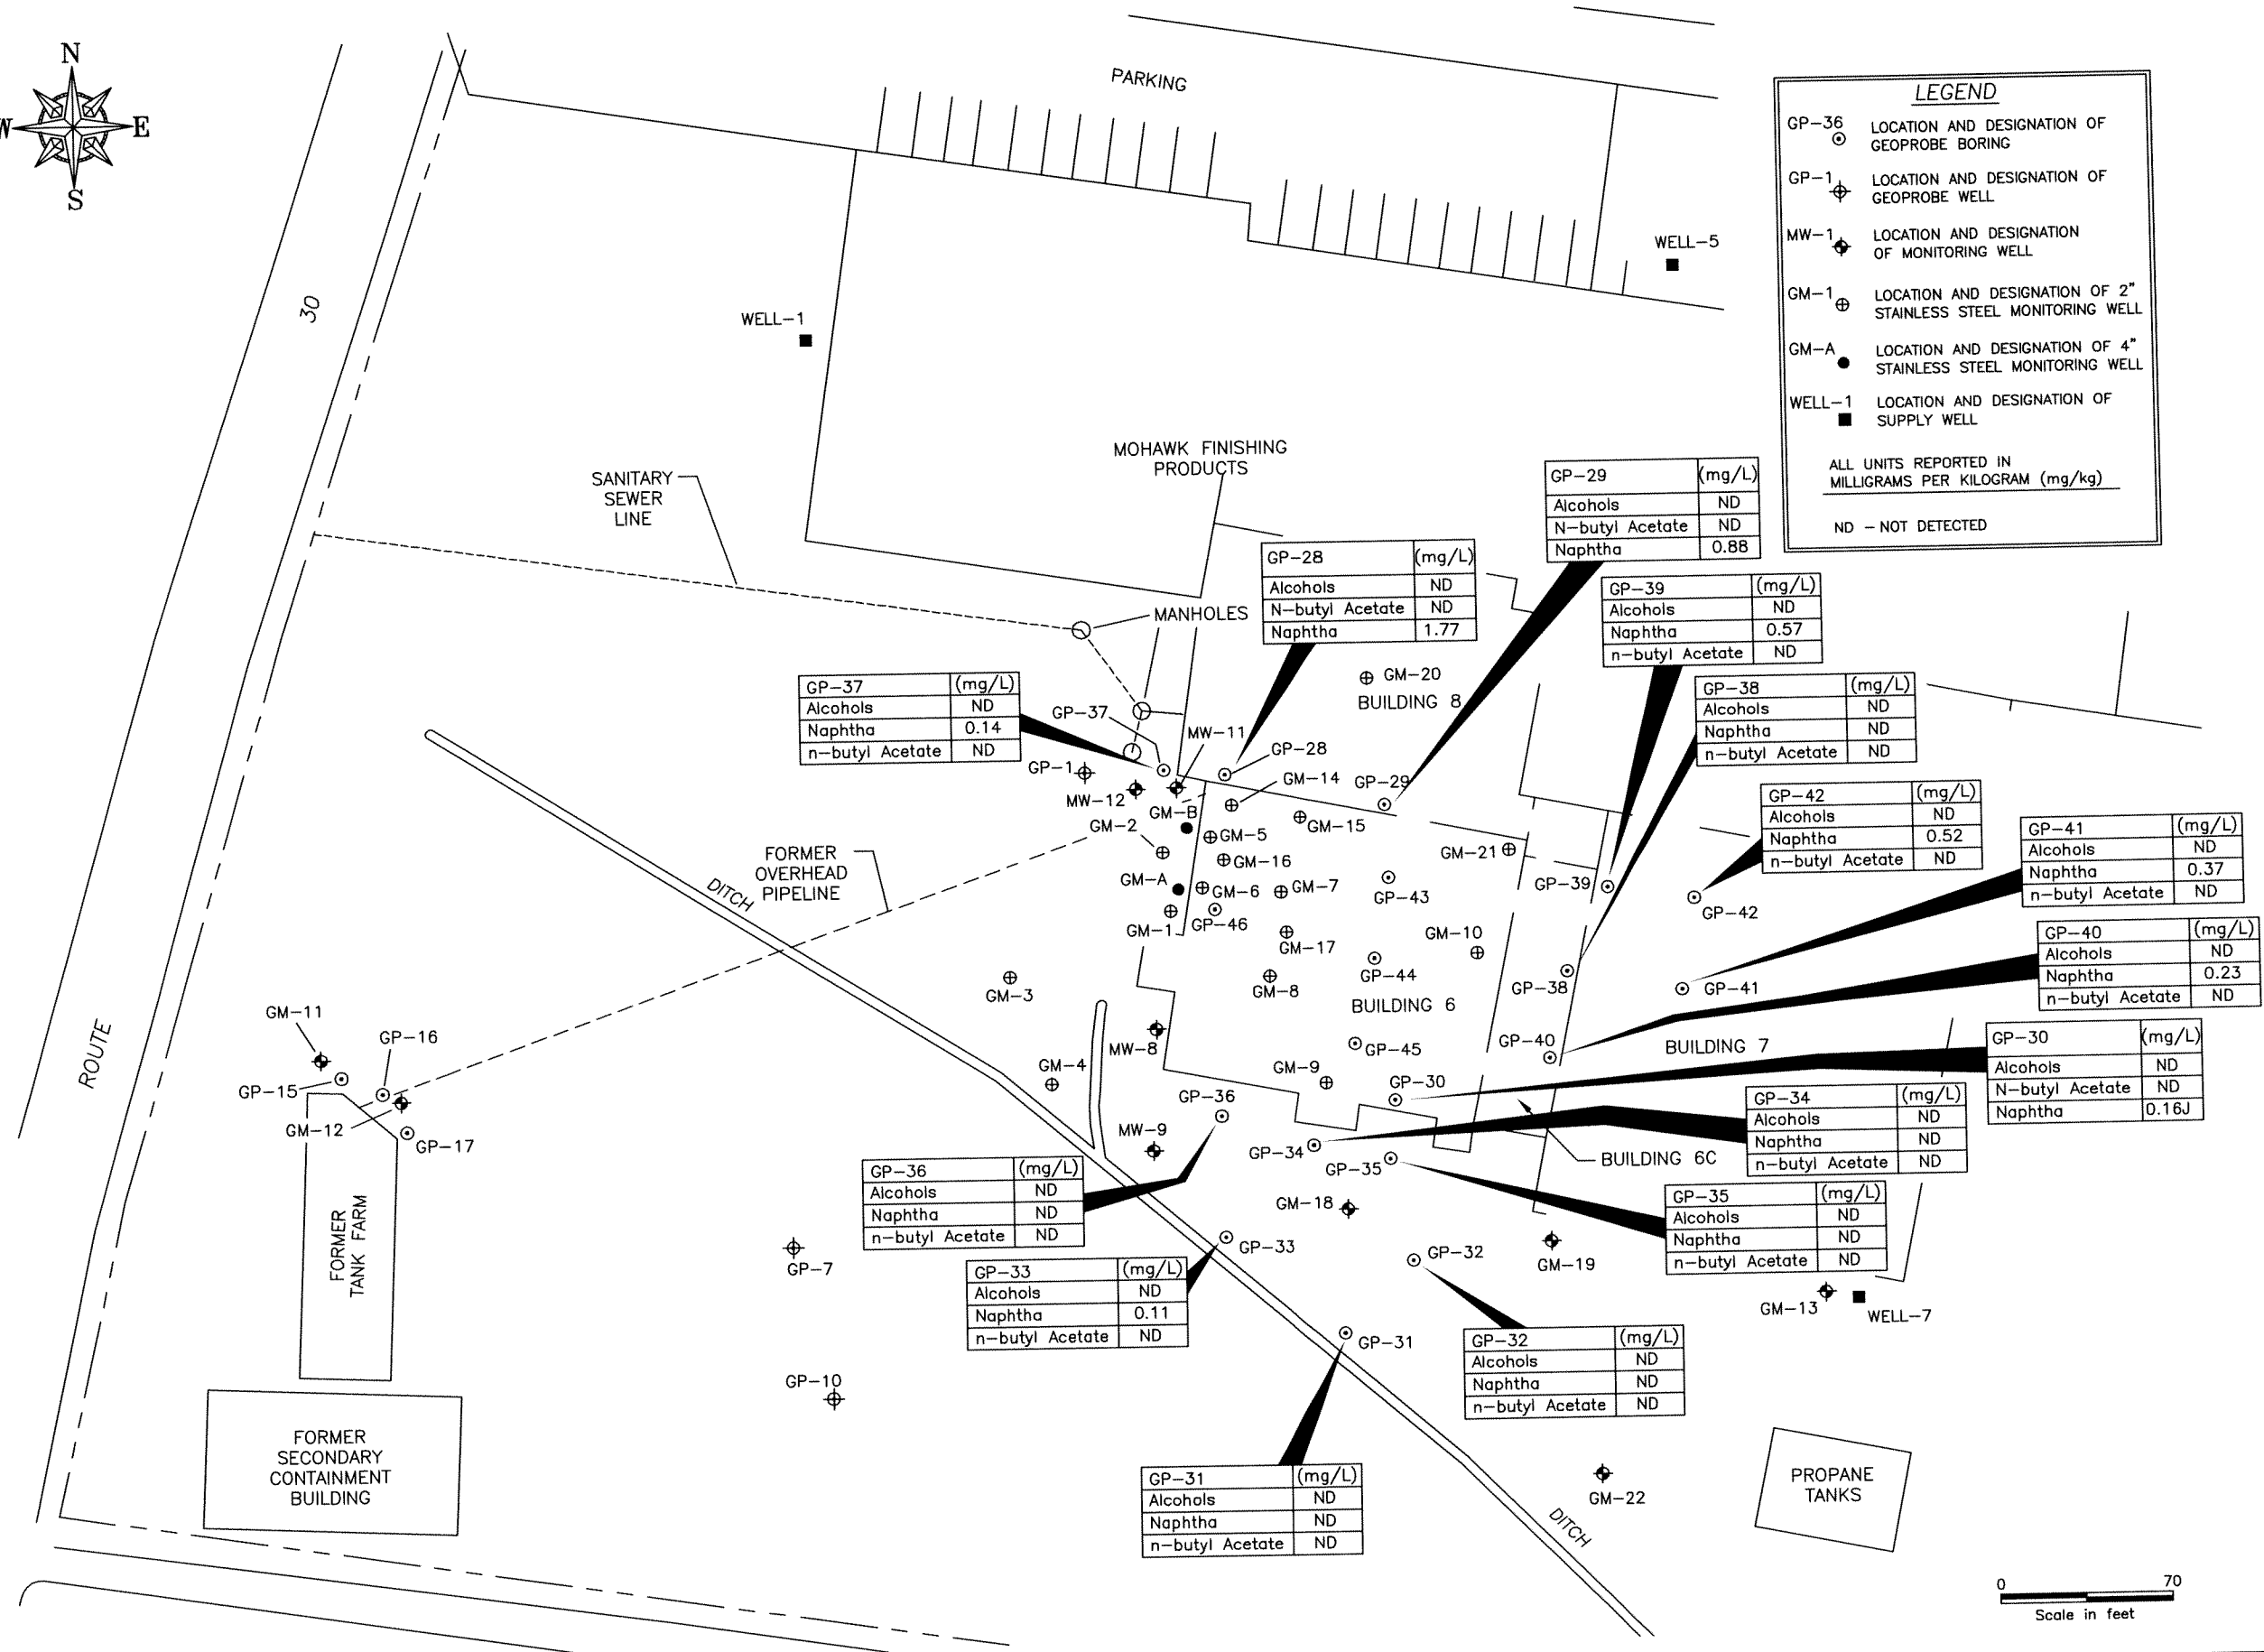 N
W
E
S
PARKING
LEGEND
GP-36
LOCATION AND DESIGNATION OF
GEOPROBE BORING
GP-1
LOCATION AND DESIGNATION OF
GEOPROBE WELL
MW-1
LOCATION AND DESIGNATION
OF MONITORING WELL
GM-1
LOCATION AND DESIGNATION OF 2"
STAINLESS STEEL MONITORING WELL
GM-A
LOCATION AND DESIGNATION OF 4"
STAINLESS STEEL MONITORING WELL
WELL-1
LOCATION AND DESIGNATION OF
SUPPLY WELL
ALL UNITS REPORTED IN
MILLIGRAMS PER KILOGRAM (mg/kg)
ND - NOT DETECTED
WELL-5
30
WELL-1
MOHAWK FINISHING
PRODUCTS
SANITARY
SEWER
LINE
GP-29 (mg/L)
Alcohols ND
N-butyl Acetate ND
Naphtha 0.88
GP-28 (mg/L)
Alcohols ND
N-butyl Acetate ND
Naphtha 1.77
GP-39 (mg/L)
Alcohols ND
Naphtha 0.57
n-butyl Acetate ND
MANHOLES
GP-37 (mg/L)
Alcohols ND
Naphtha 0.14
n-butyl Acetate ND
GP-38 (mg/L)
Alcohols ND
Naphtha ND
n-butyl Acetate ND
GM-20
BUILDING 8
GP-37
MW-11
GP-28
GP-1
GM-14
GP-29
MW-12
GM-B
GM-15
GM-2
GM-5
GM-16
GM-21
GP-42 (mg/L)
Alcohols ND
Naphtha 0.52
n-butyl Acetate ND
GP-41 (mg/L)
Alcohols ND
Naphtha 0.37
n-butyl Acetate ND
FORMER
OVERHEAD
PIPELINE
DITCH
GM-A
GM-6
GM-7
GP-43
GP-39
GP-42
GM-1
GP-46
GM-17
GM-10
GP-40 (mg/L)
Alcohols ND
Naphtha 0.23
n-butyl Acetate ND
GM-3
GM-8
GP-44
GP-38
GP-41
BUILDING 6
GM-11
GP-16
ROUTE
MW-8
GP-45
GP-40
BUILDING 7
GP-30 (mg/L)
Alcohols ND
N-butyl Acetate ND
Naphtha 0.16J
GM-4
GM-9
GP-30
GP-15
GP-36
GM-12
GP-17
MW-9
GP-34
GP-35
BUILDING 6C
GP-34 (mg/L)
Alcohols ND
Naphtha ND
n-butyl Acetate ND
GP-36 (mg/L)
Alcohols ND
Naphtha ND
n-butyl Acetate ND
GP-35 (mg/L)
Alcohols ND
Naphtha ND
n-butyl Acetate ND
FORMER
TANK FARM
GM-18
GP-33
GP-32
GM-19
GP-7
GP-33 (mg/L)
Alcohols ND
Naphtha 0.11
n-butyl Acetate ND
GM-13
WELL-7
GP-31
GP-32 (mg/L)
Alcohols ND
Naphtha ND
n-butyl Acetate ND
GP-10
FORMER
SECONDARY
CONTAINMENT
BUILDING
GP-31 (mg/L)
Alcohols ND
Naphtha ND
n-butyl Acetate ND
GM-22
DITCH
PROPANE
TANKS
0 70
Scale in feet